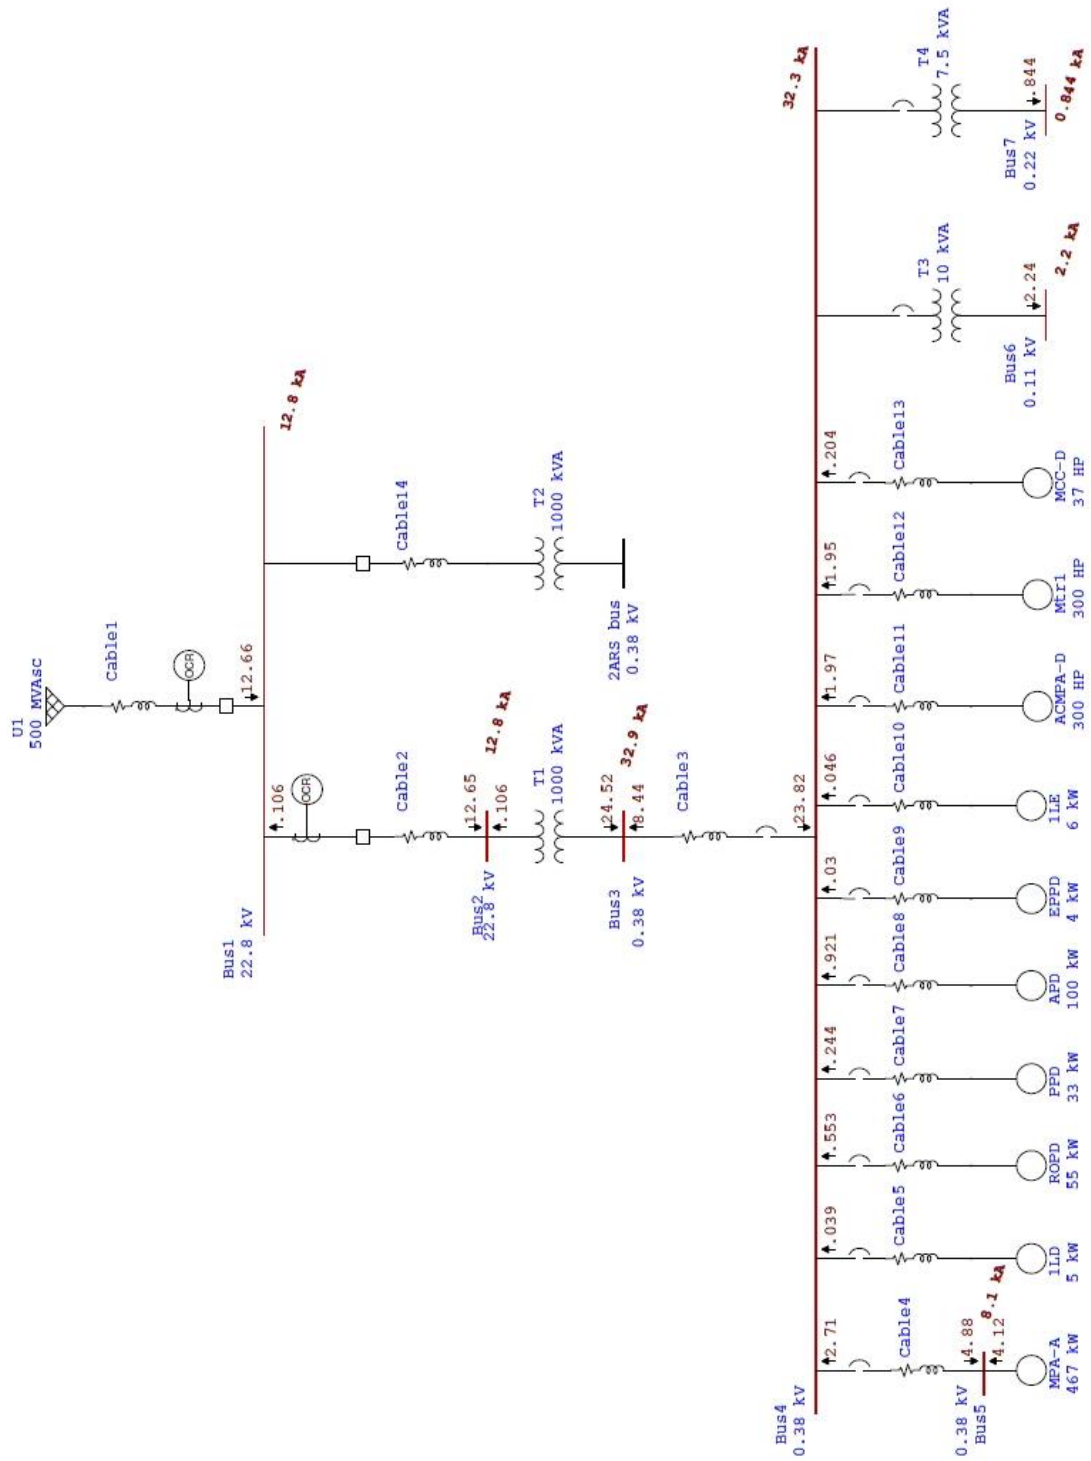 U1
500 MVAsc
Cable1
OCR
12.66
12.8 kA
Bus1
22.8 kV
.106
OCR
Cable2
Cable14
12.65
12.8 kA
Bus2
22.8 kV
.106
T1
1000 kVA
T2
1000 kVA
24.52
32.9 kA
Bus3
0.38 kV
8.44
2ARS bus
0.38 kV
Cable3
23.82
32.3 kA
Bus4
0.38 kV
2.71
.039
.553
.244
.921
.03
.046
1.97
1.95
.204
Cable4
Cable5
Cable6
Cable7
Cable8
Cable9
Cable10
Cable11
Cable12
Cable13
T3
10 kVA
T4
7.5 kVA
0.38 kV
Bus5
4.88
8.1 kA
4.12
Bus6
0.11 kV
2.24
2.2 kA
Bus7
0.22 kV
.844
0.844 kA
MPA-A
467 kW
1LD
5 kW
ROPD
55 kW
PPD
33 kW
APD
100 kW
EPPD
4 kW
1LE
6 kW
ACMPA-D
300 HP
Mtr1
300 HP
MCC-D
37 HP